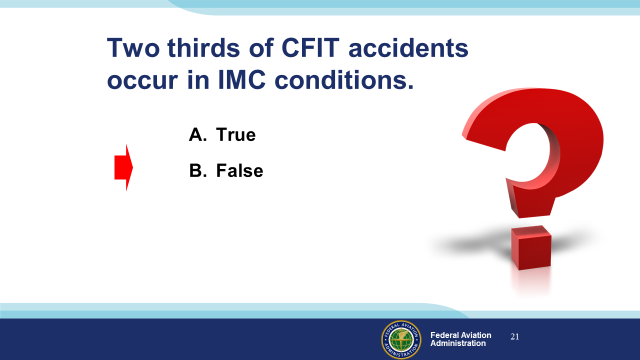 Two thirds of CFIT accidents
occur in IMC conditions.
A. True
B. False
Federal Aviation
Administration
21